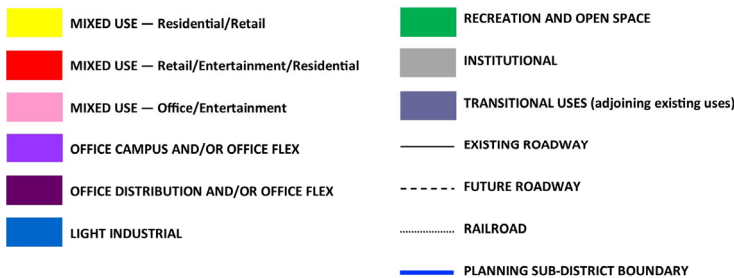 MIXED USE — Residential/Retail
MIXED USE — Retail/Entertainment/Residential
MIXED USE — Office/Entertainment
OFFICE CAMPUS AND/OR OFFICE FLEX
OFFICE DISTRIBUTION AND/OR OFFICE FLEX
LIGHT INDUSTRIAL
RECREATION AND OPEN SPACE
INSTITUTIONAL
TRANSITIONAL USES (adjoining existing uses)
EXISTING ROADWAY
FUTURE ROADWAY
RAILROAD
PLANNING SUB-DISTRICT BOUNDARY